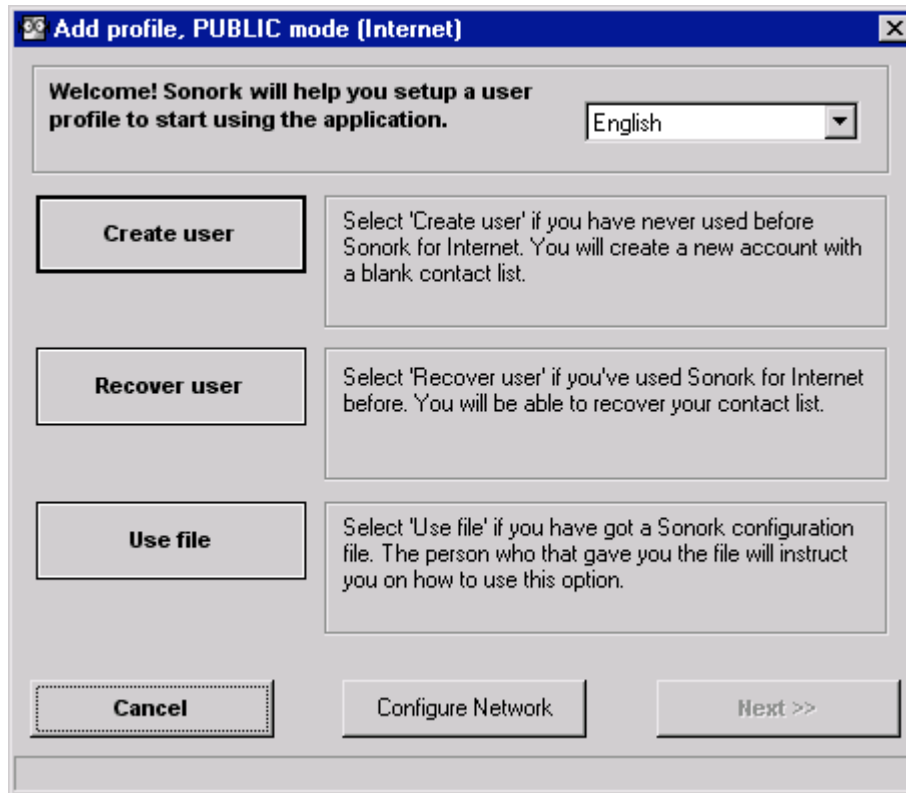 Add profile, PUBLIC mode (Internet)
Welcome! Sonork will help you setup a user
profile to start using the application.
English
Create user
Select 'Create user' if you have never used before
Sonork for Internet. You will create a new account with
a blank contact list.
Recover user
Select 'Recover user' if you've used Sonork for Internet
before. You will be able to recover your contact list.
Use file
Select 'Use file' if you have got a Sonork configuration
file. The person who that gave you the file will instruct
you on how to use this option.
Cancel
Configure Network
Next >>